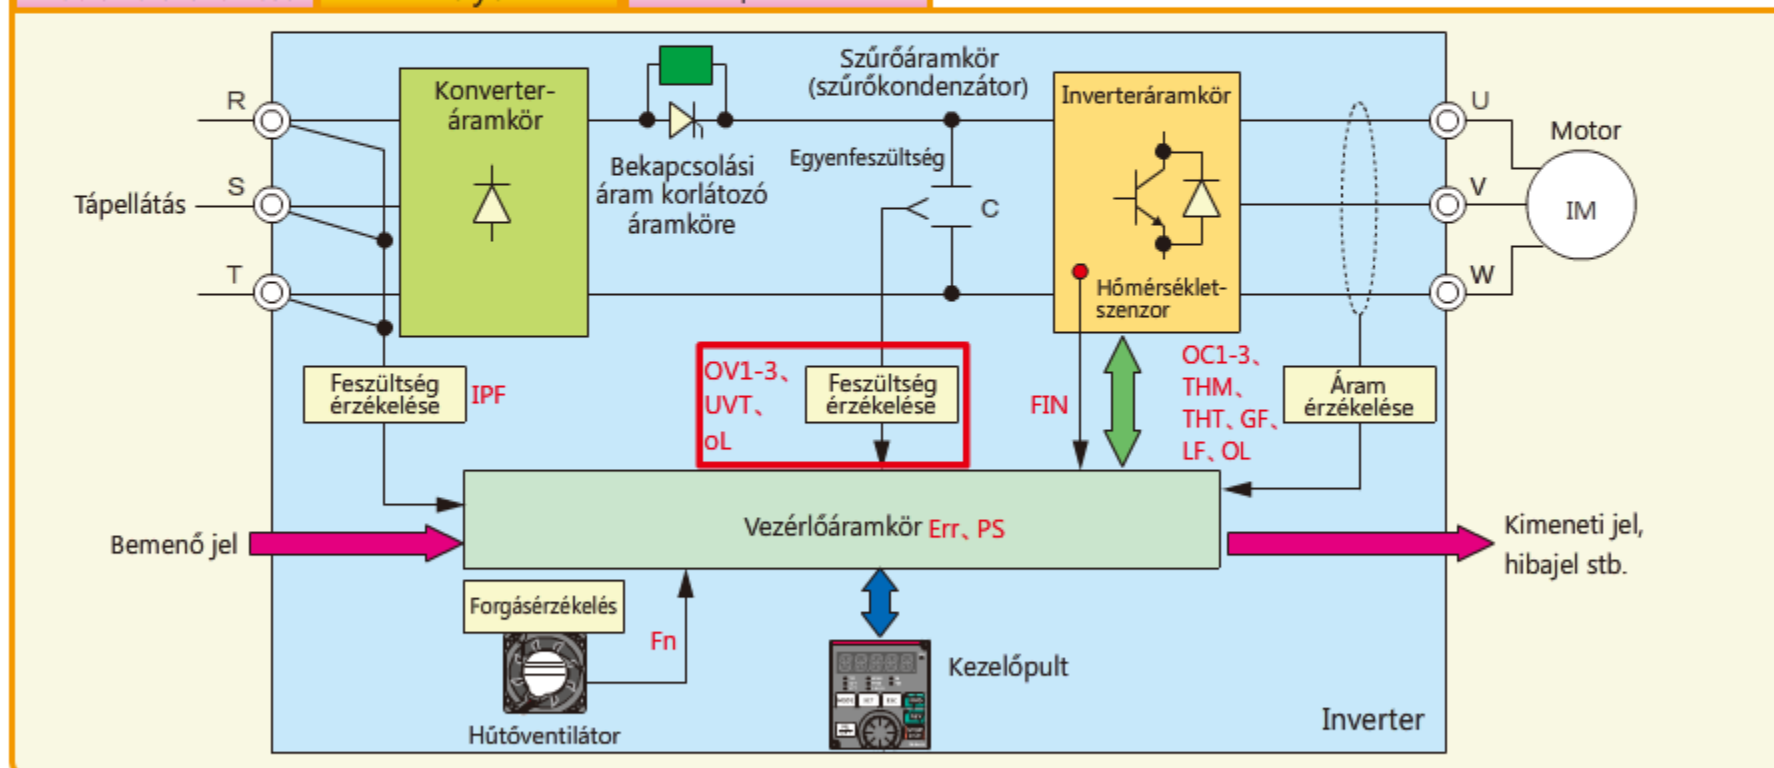 Szűrőáramkör
(szűrőkondenzátor)
Konverter-
áramkör
Inverteráramkör
R
U
Motor
Egyenfeszültség
Bekapcsolási
áram korlátozó
áramköre
S
V
Tápellátás
C
IM
T
W
Hőmérséklet-
szenzor
Feszültség
érzékelése
IPF
OV1-3、
UVT、
oL
Feszültség
érzékelése
FIN
OC1-3、
THM、
THT、GF、
LF、OL
Áram
érzékelése
Bemenő jel
Vezérlőáramkör Err、PS
Kimeneti jel,
hibajel stb.
Forgásérzékelés
Fn
Kezelőpult
Hűtőventilátor
Inverter